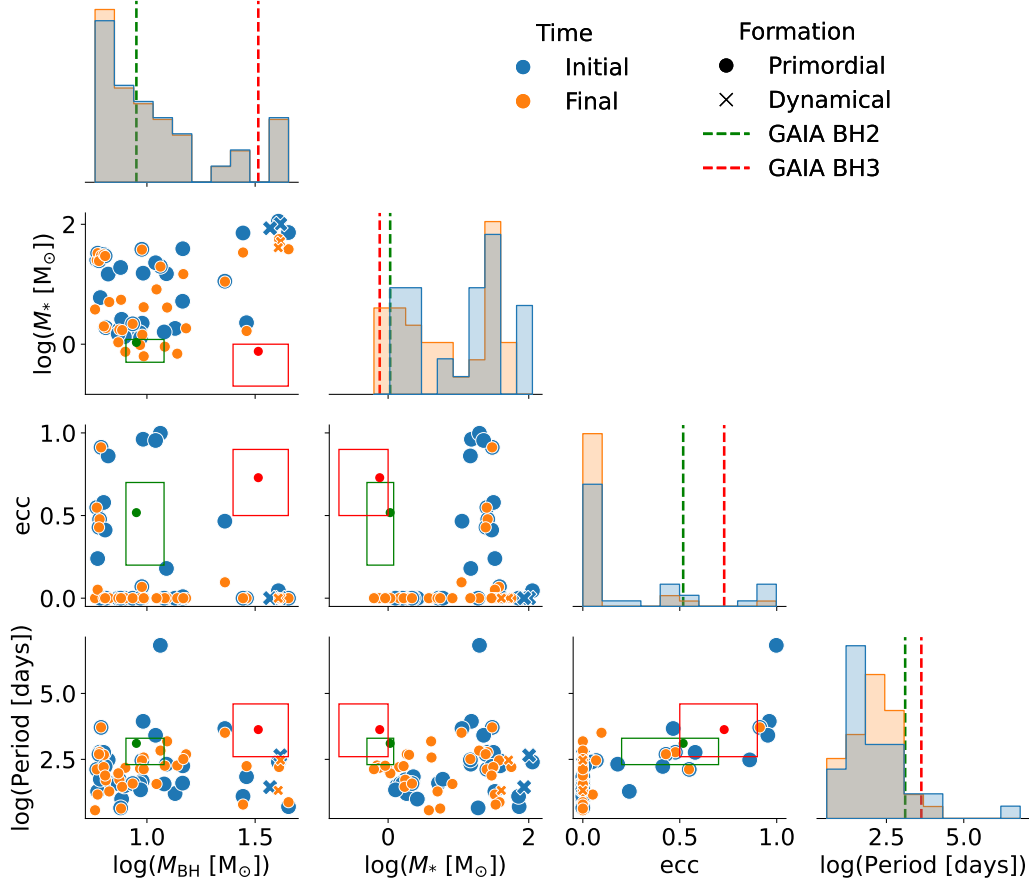 Time
Initial
Final
Formation
Primordial
Dynamical
GAIA BH2
GAIA BH3
log(M* [M⊙])
2
0
ecc
1.0
0.5
0.0
log(Period [days])
5.0
2.5
1.0 1.5
log(MBH [M⊙])
0 2
log(M* [M⊙])
0.0 0.5 1.0
ecc
2.5 5.0
log(Period [days])